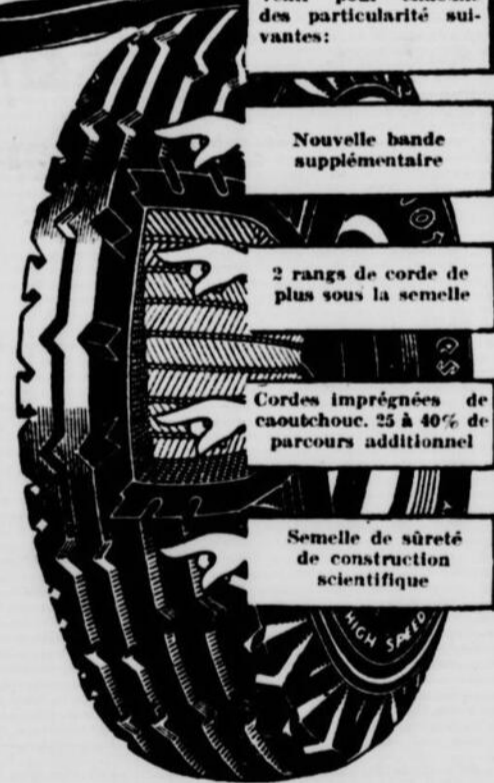 des particularité sui-
vantes:
Nouvelle bande
supplémentaire
2 rangs de corde de
plus sous la semelle
Cordes imprégnées de
caoutchouc. 25 à 40% de
parcours additionnel
Semelle de sûreté
de construction
scientifique
HIGH SPEED